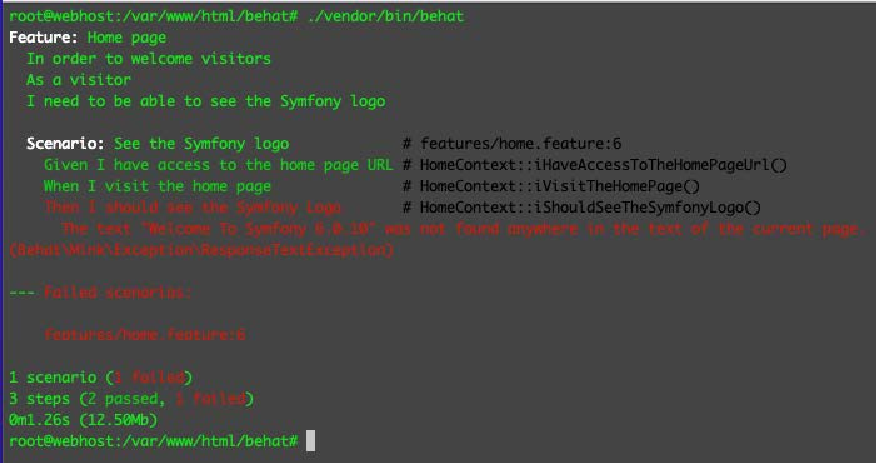 root@webhost:/var/www/html/behat# ./vendor/bin/behat
Feature: Home page
In order to welcome visitors
As a visitor
I need to be able to see the Symfony logo
Scenario: See the Symfony logo # features/home.feature:6
Given I have access to the home page URL # HomeContext::iHaveAccessToTheHomePageUrl()
When I visit the home page # HomeContext::iVisitTheHomePage()
Then I should see the Symfony Logo # HomeContext::iShouldSeeTheSymfonyLogo()
The text "Welcome To Symfony 6.0.10" was not found anywhere in the text of the current page.
(Behat\Mink\Exception\ResponseTextException)
--- Failed scenarios:
features/home.feature:6
1 scenario (1 failed)
3 steps (2 passed, 1 failed)
0m1.26s (12.50Mb)
root@webhost:/var/www/html/behat#